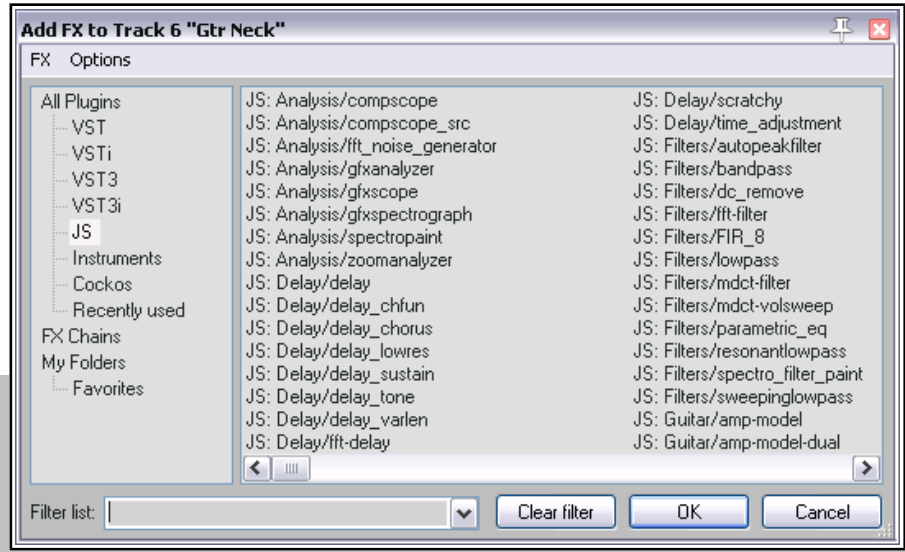 Add FX to Track 6 "Gtr Neck"
FX Options
All Plugins
VST
VSTi
VST3
VST3i
JS
Instruments
Cockos
Recently used
FX Chains
My Folders
Favorites
JS: Analysis/compscope
JS: Analysis/compscope_src
JS: Analysis/fft_noise_generator
JS: Analysis/gfxanalyzer
JS: Analysis/gfxscope
JS: Analysis/gfxspectrograph
JS: Analysis/spectropaint
JS: Analysis/zoomanalyzer
JS: Delay/delay
JS: Delay/delay_chfun
JS: Delay/delay_chorus
JS: Delay/delay_lowres
JS: Delay/delay_sustain
JS: Delay/delay_tone
JS: Delay/delay_varlen
JS: Delay/fft-delay
JS: Delay/scratchy
JS: Delay/time_adjustment
JS: Filters/autopeakfilter
JS: Filters/bandpass
JS: Filters/dc_remove
JS: Filters/fft-filter
JS: Filters/FIR_8
JS: Filters/lowpass
JS: Filters/mdct-filter
JS: Filters/mdct-volsweep
JS: Filters/parametric_eq
JS: Filters/resonantlowpass
JS: Filters/spectro_filter_paint
JS: Filters/sweepinglowpass
JS: Guitar/amp-model
JS: Guitar/amp-model-dual
Filter list: Clear filter OK Cancel